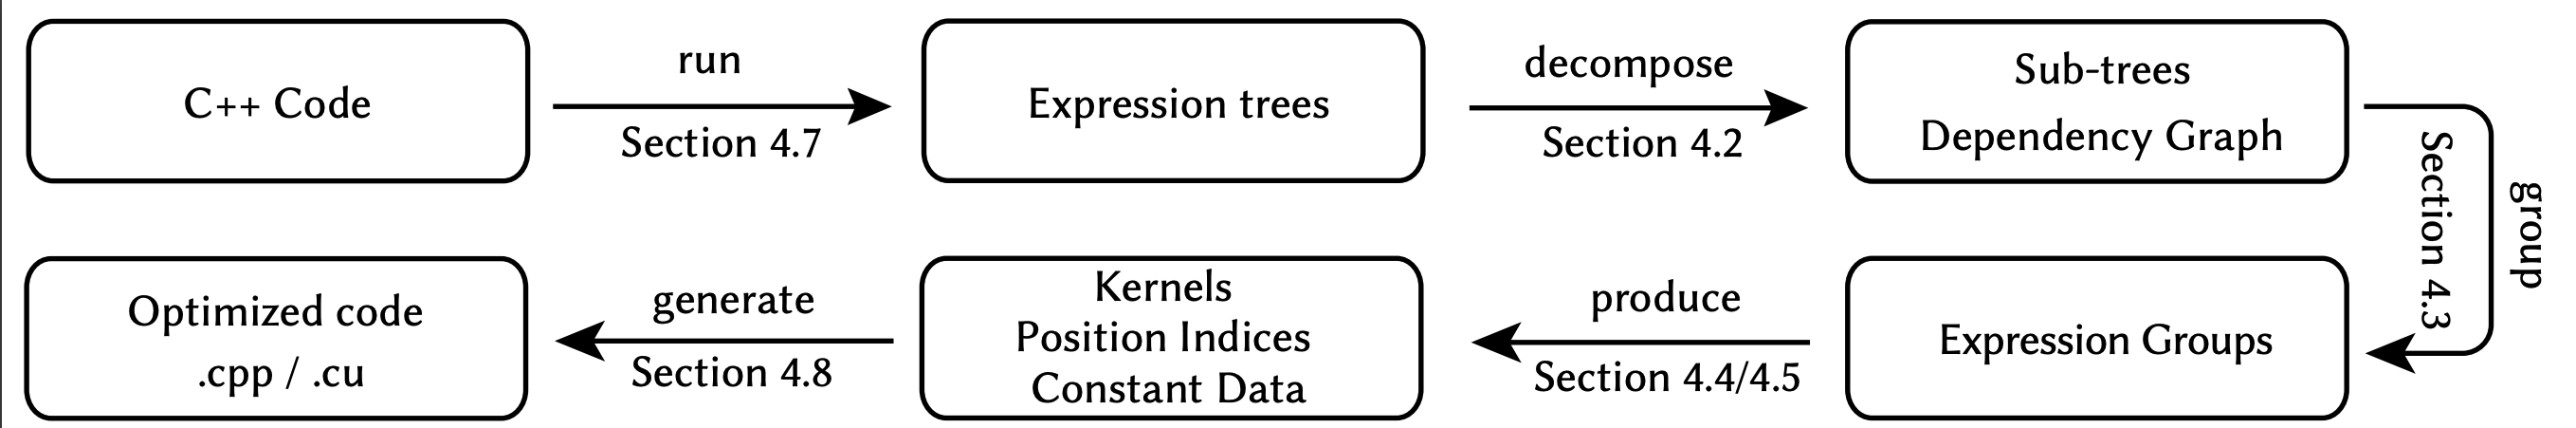 C++ Code
run
Section 4.7
Expression trees
decompose
Section 4.2
Sub-trees
Dependency Graph
group
Section 4.3
Expression Groups
produce
Section 4.4/4.5
Kernels
Position Indices
Constant Data
generate
Section 4.8
Optimized code
.cpp / .cu